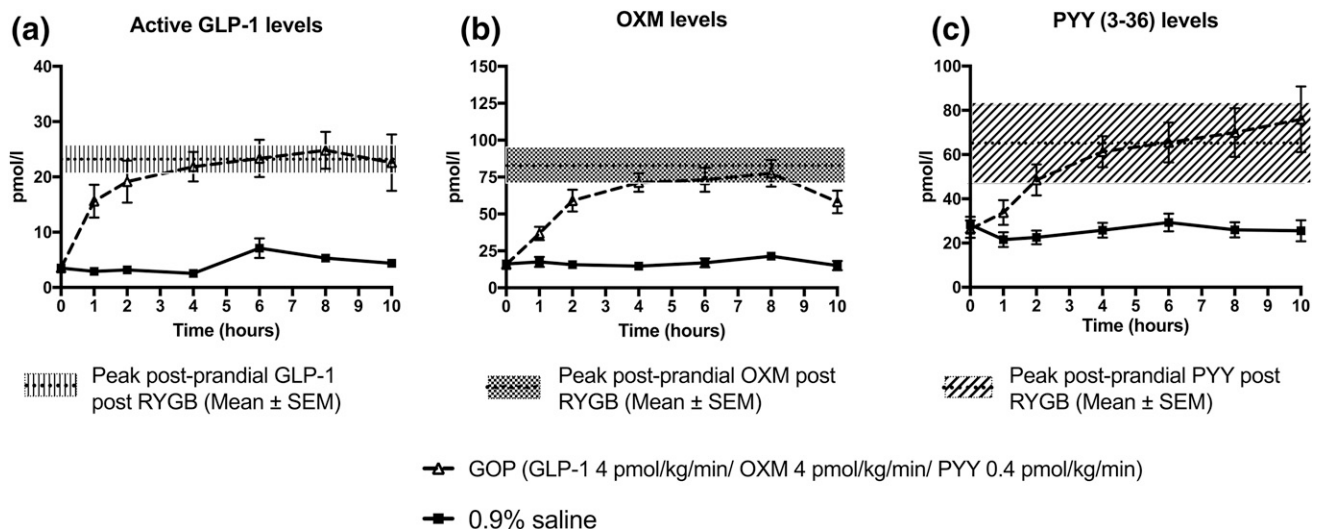 (a)
Active GLP-1 levels
40
30
20
10
0
pmol/l
0 1 2 3 4 5 6 7 8 9 10
Time (hours)
Peak post-prandial GLP-1
post RYGB (Mean ± SEM)
(b)
OXM levels
150
125
100
75
50
25
0
pmol/l
0 1 2 3 4 5 6 7 8 9 10
Time (hours)
Peak post-prandial OXM post
RYGB (Mean ± SEM)
(c)
PYY (3-36) levels
100
80
60
40
20
0
pmol/l
0 1 2 3 4 5 6 7 8 9 10
Time (hours)
Peak post-prandial PYY post
RYGB (Mean ± SEM)
GOP (GLP-1 4 pmol/kg/min/ OXM 4 pmol/kg/min/ PYY 0.4 pmol/kg/min)
0.9% saline